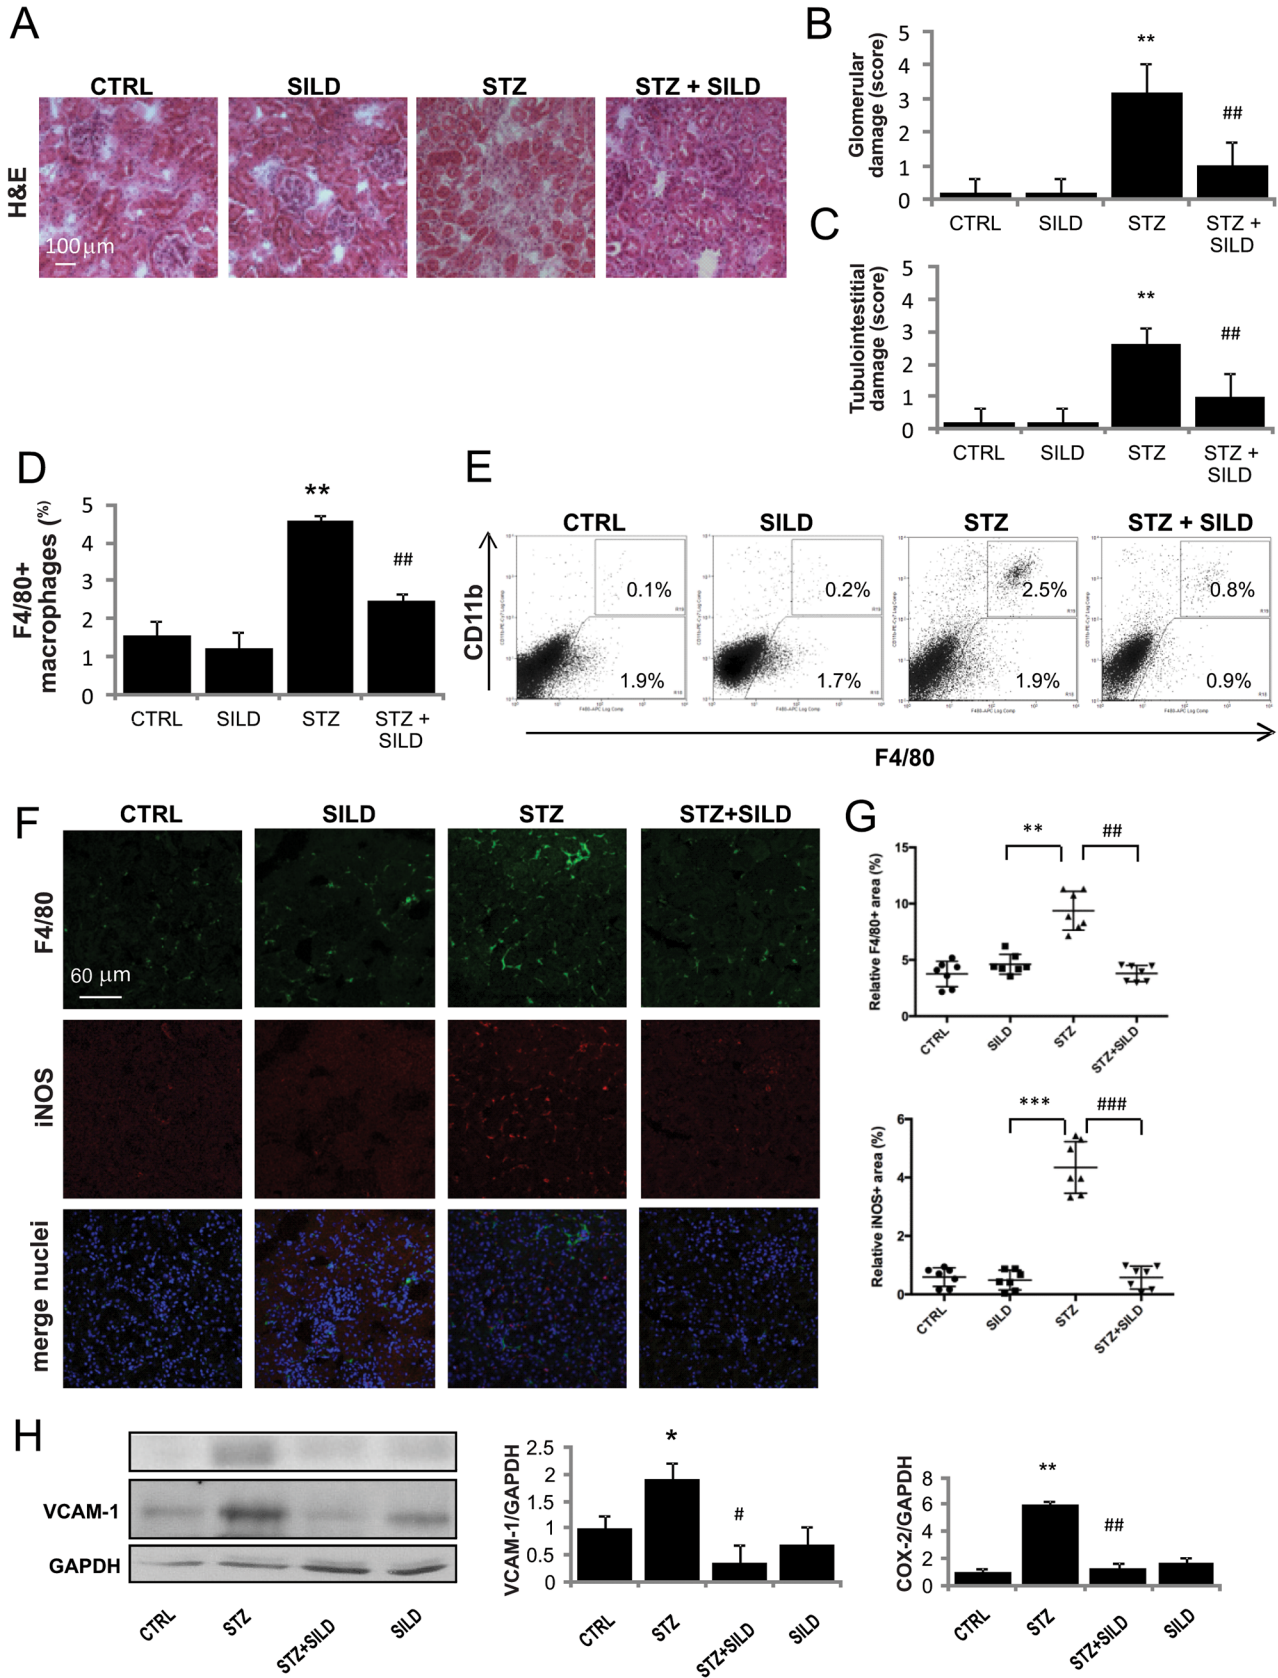 A
CTRL
SILD
STZ
STZ + SILD
H&E
100 μm
B
Glomerular
damage (score)
5
4
3
2
1
0
**
##
CTRL
SILD
STZ
STZ +
SILD
C
Tubulointestitial
damage (score)
5
4
3
2
1
0
**
##
CTRL
SILD
STZ
STZ +
SILD
D
F4/80+
macrophages (%)
5
4
3
2
1
0
**
##
CTRL
SILD
STZ
STZ +
SILD
E
CTRL
SILD
STZ
STZ + SILD
CD11b
0.1%
0.2%
2.5%
0.8%
1.9%
1.7%
1.9%
0.9%
F4/80
F
CTRL
SILD
STZ
STZ+SILD
F4/80
60 μm
iNOS
merge nuclei
G
Relative F4/80+ area (%)
15
10
5
0
**
##
CTRL
SILD
STZ
STZ+SILD
Relative iNOS+ area (%)
6
4
2
0
***
###
CTRL
SILD
STZ
STZ+SILD
H
VCAM-1
GAPDH
CTRL
STZ
STZ+SILD
SILD
VCAM-1/GAPDH
2.5
2
1.5
1
0.5
0
*
#
CTRL
STZ
STZ+SILD
SILD
COX-2/GAPDH
8
6
4
2
0
**
##
CTRL
STZ
STZ+SILD
SILD